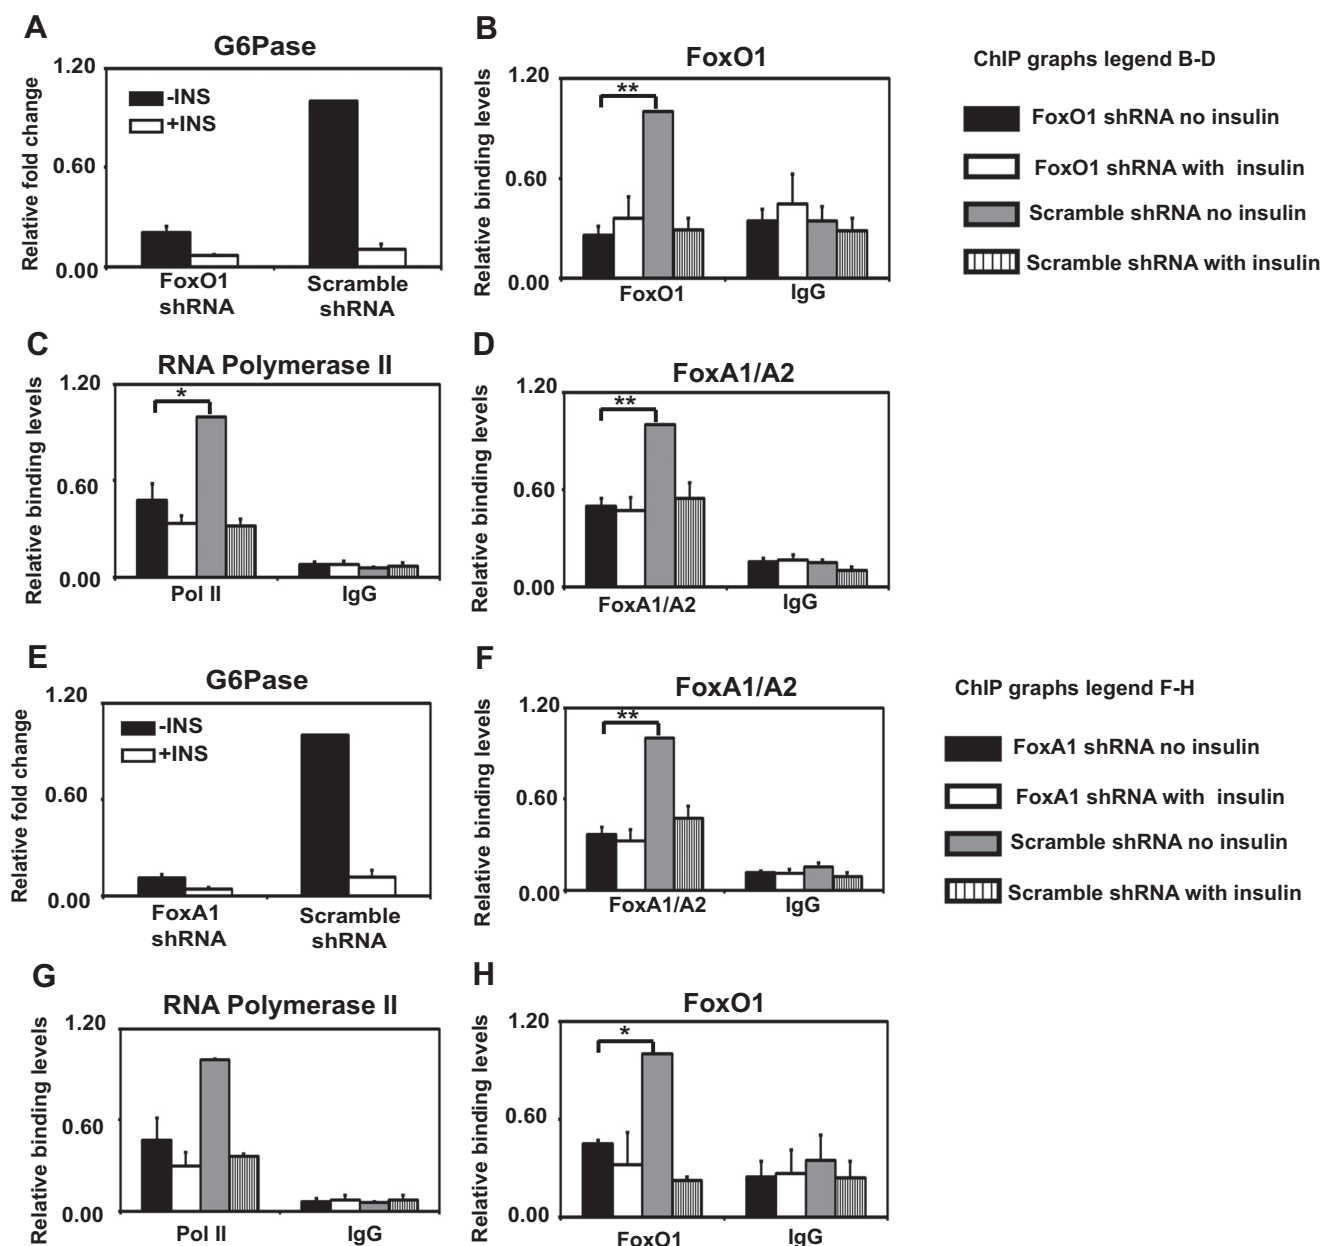 A
G6Pase
Relative fold change
1.20
0.60
0.00
-INS
+INS
FoxO1
shRNA
Scramble
shRNA
B
FoxO1
Relative binding levels
1.20
0.60
0.00
**
FoxO1
IgG
ChIP graphs legend B-D
FoxO1 shRNA no insulin
FoxO1 shRNA with insulin
Scramble shRNA no insulin
Scramble shRNA with insulin
C
RNA Polymerase II
Relative binding levels
1.20
0.60
0.00
*
Pol II
IgG
D
FoxA1/A2
Relative binding levels
1.20
0.60
0.00
**
FoxA1/A2
IgG
E
G6Pase
Relative fold change
1.20
0.60
0.00
-INS
+INS
FoxA1
shRNA
Scramble
shRNA
F
FoxA1/A2
Relative binding levels
1.20
0.60
0.00
**
FoxA1/A2
IgG
ChIP graphs legend F-H
FoxA1 shRNA no insulin
FoxA1 shRNA with insulin
Scramble shRNA no insulin
Scramble shRNA with insulin
G
RNA Polymerase II
Relative binding levels
1.20
0.60
0.00
Pol II
IgG
H
FoxO1
Relative binding levels
1.20
0.60
0.00
*
FoxO1
IgG